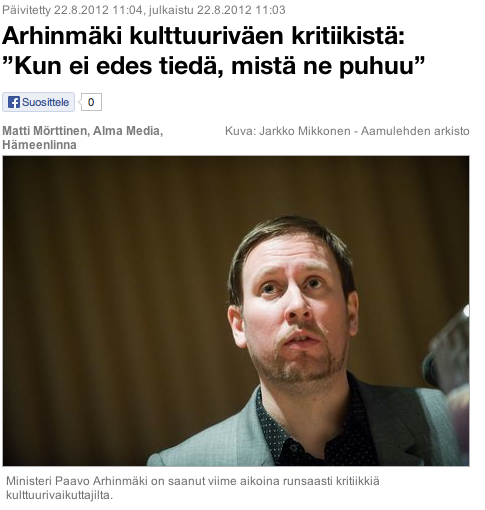 Päivitetty 22.8.2012 11:04, julkaistu 22.8.2012 11:03
Arhinmäki kulttuuriväen kritiikistä:
”Kun ei edes tiedä, mistä ne puhuu”
Suosittele 0
Matti Mörttinen, Alma Media,
Hämeenlinna
Kuva: Jarkko Mikkonen - Aamulehden arkisto
Ministeri Paavo Arhinmäki on saanut viime aikoina runsaasti kritiikkiä
kulttuurivaikuttajilta.